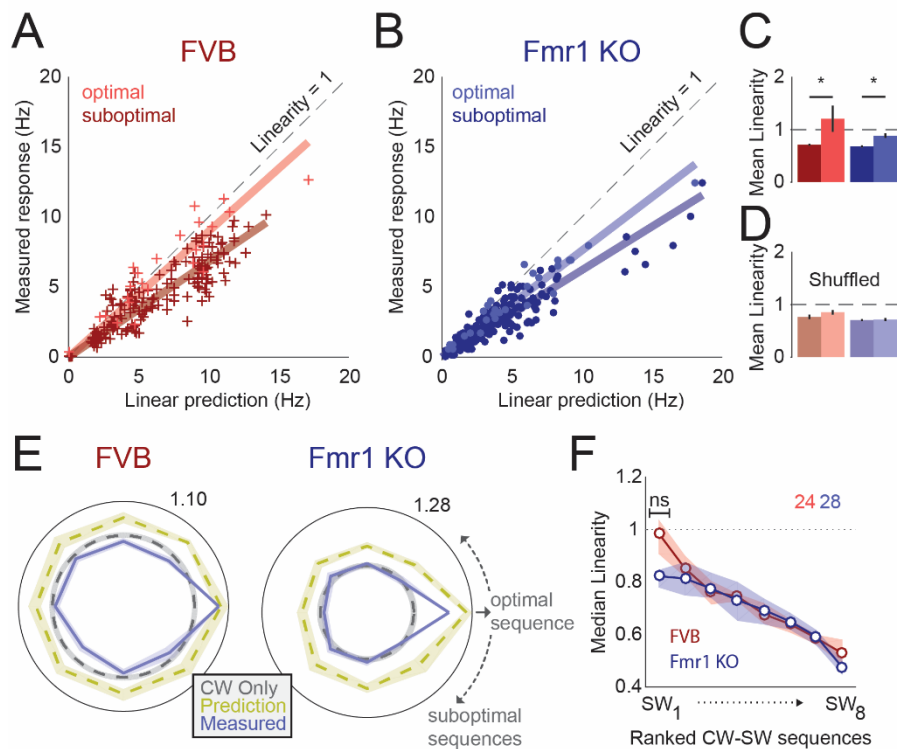 A
FVB
20
15
10
5
0
0
5
10
15
20
optimal
suboptimal
Linearity = 1
Measured response (Hz)
Linear prediction (Hz)
B
Fmr1 KO
20
15
10
5
0
0
5
10
15
20
optimal
suboptimal
Linearity = 1
Measured response (Hz)
Linear prediction (Hz)
C
2
1
0
* *
Mean Linearity
D
2
1
0
Shuffled
Mean Linearity
E
FVB
Fmr1 KO
1.10
1.28
optimal
sequence
suboptimal
sequences
CW Only
Prediction
Measured
F
1.2
1
0.8
0.6
0.4
ns
24 28
FVB
Fmr1 KO
Median Linearity
SW1
SW8
Ranked CW-SW sequences